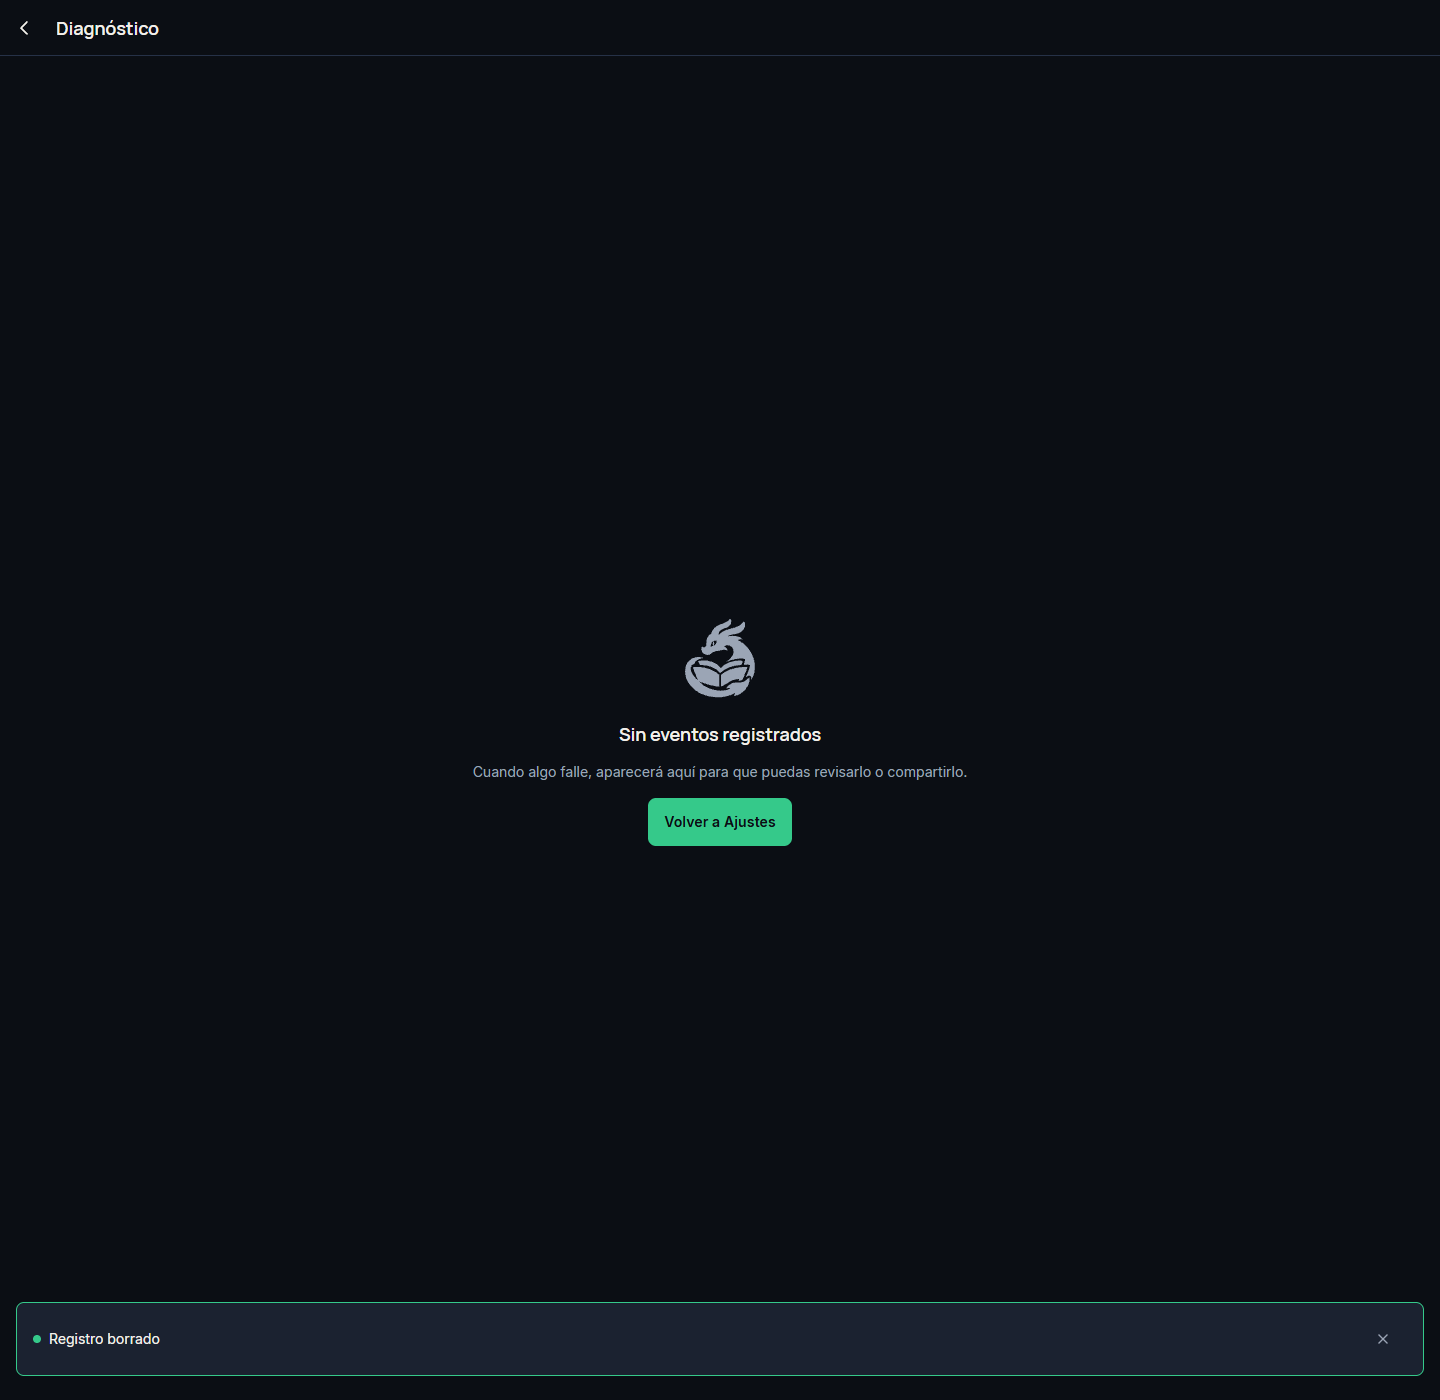 Diagnóstico
Sin eventos registrados
Cuando algo falle, aparecerá aquí para que puedas revisarlo o compartirlo.
Volver a Ajustes
Registro borrado